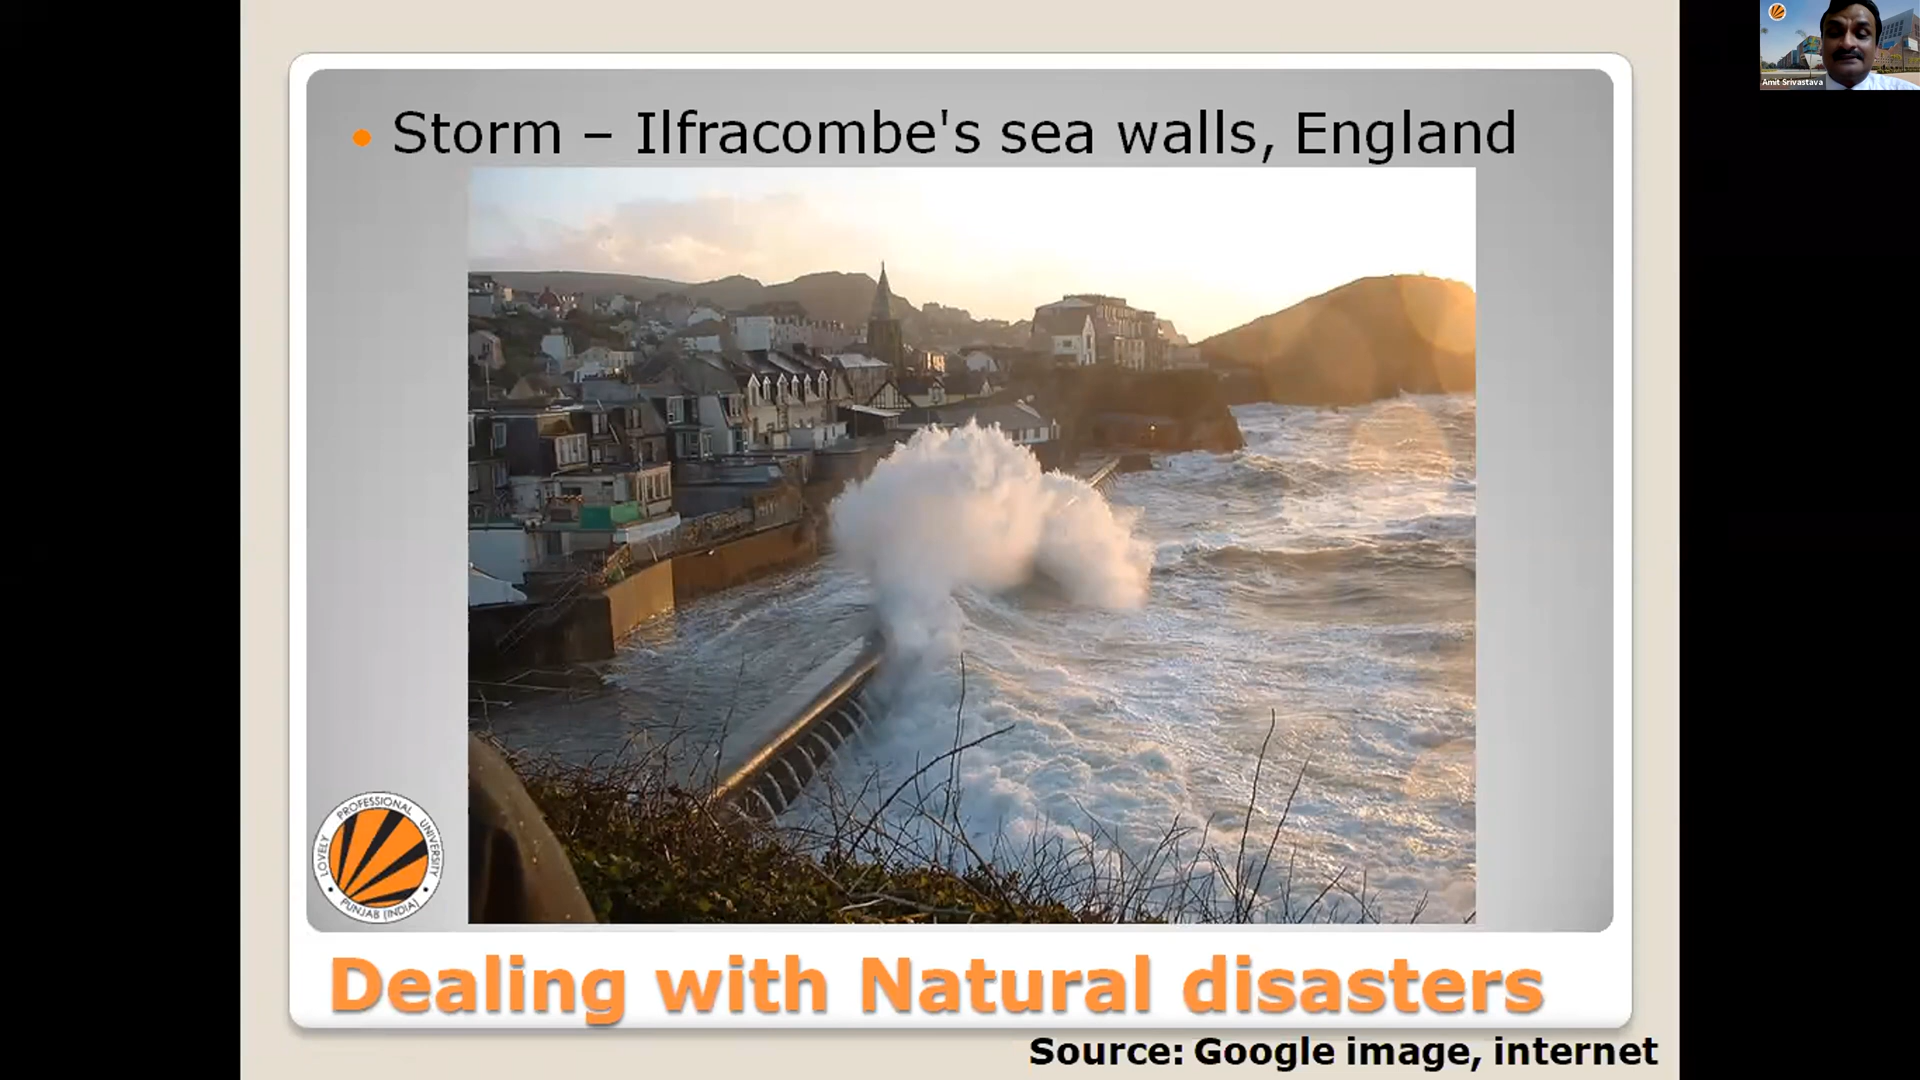 Amit Srivastava
• Storm – Ilfracombe's sea walls, England
LOVELY PROFESSIONAL UNIVERSITY
PUNJAB (INDIA)
Dealing with Natural disasters
Source: Google image, internet